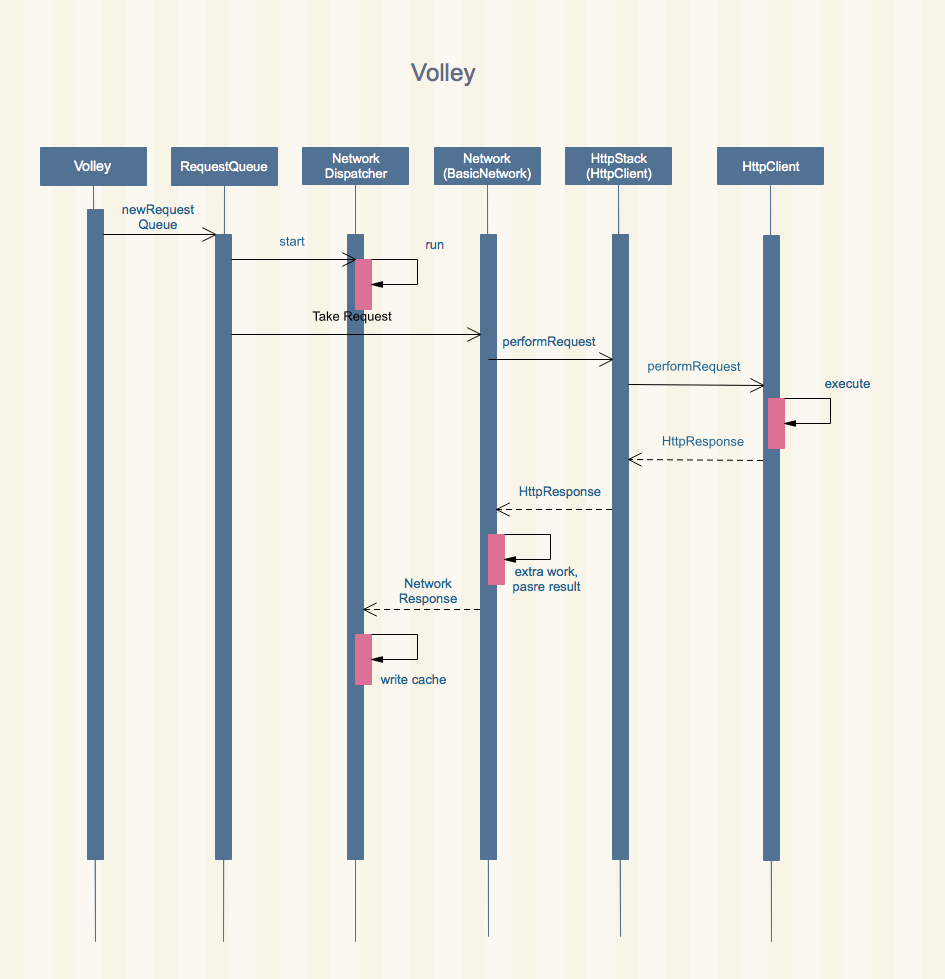 Volley
Volley
RequestQueue
Network
Dispatcher
Network
(BasicNetwork)
HttpStack
(HttpClient)
HttpClient
newRequest
Queue
start
run
Take Request
performRequest
performRequest
execute
HttpResponse
HttpResponse
extra work,
pasre result
Network
Response
write cache